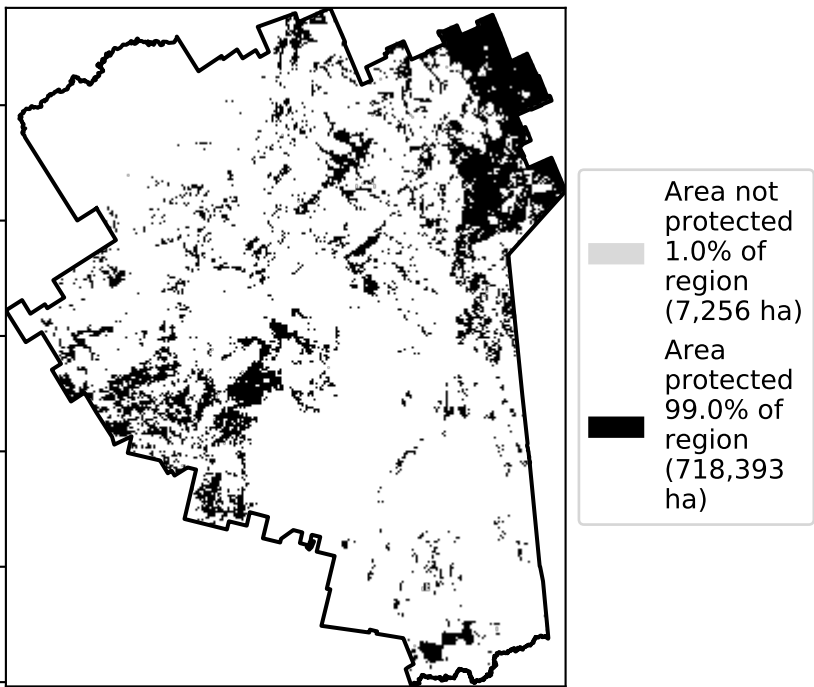 Area not
protected
1.0% of
region
(7,256 ha)
Area
protected
99.0% of
region
(718,393
ha)